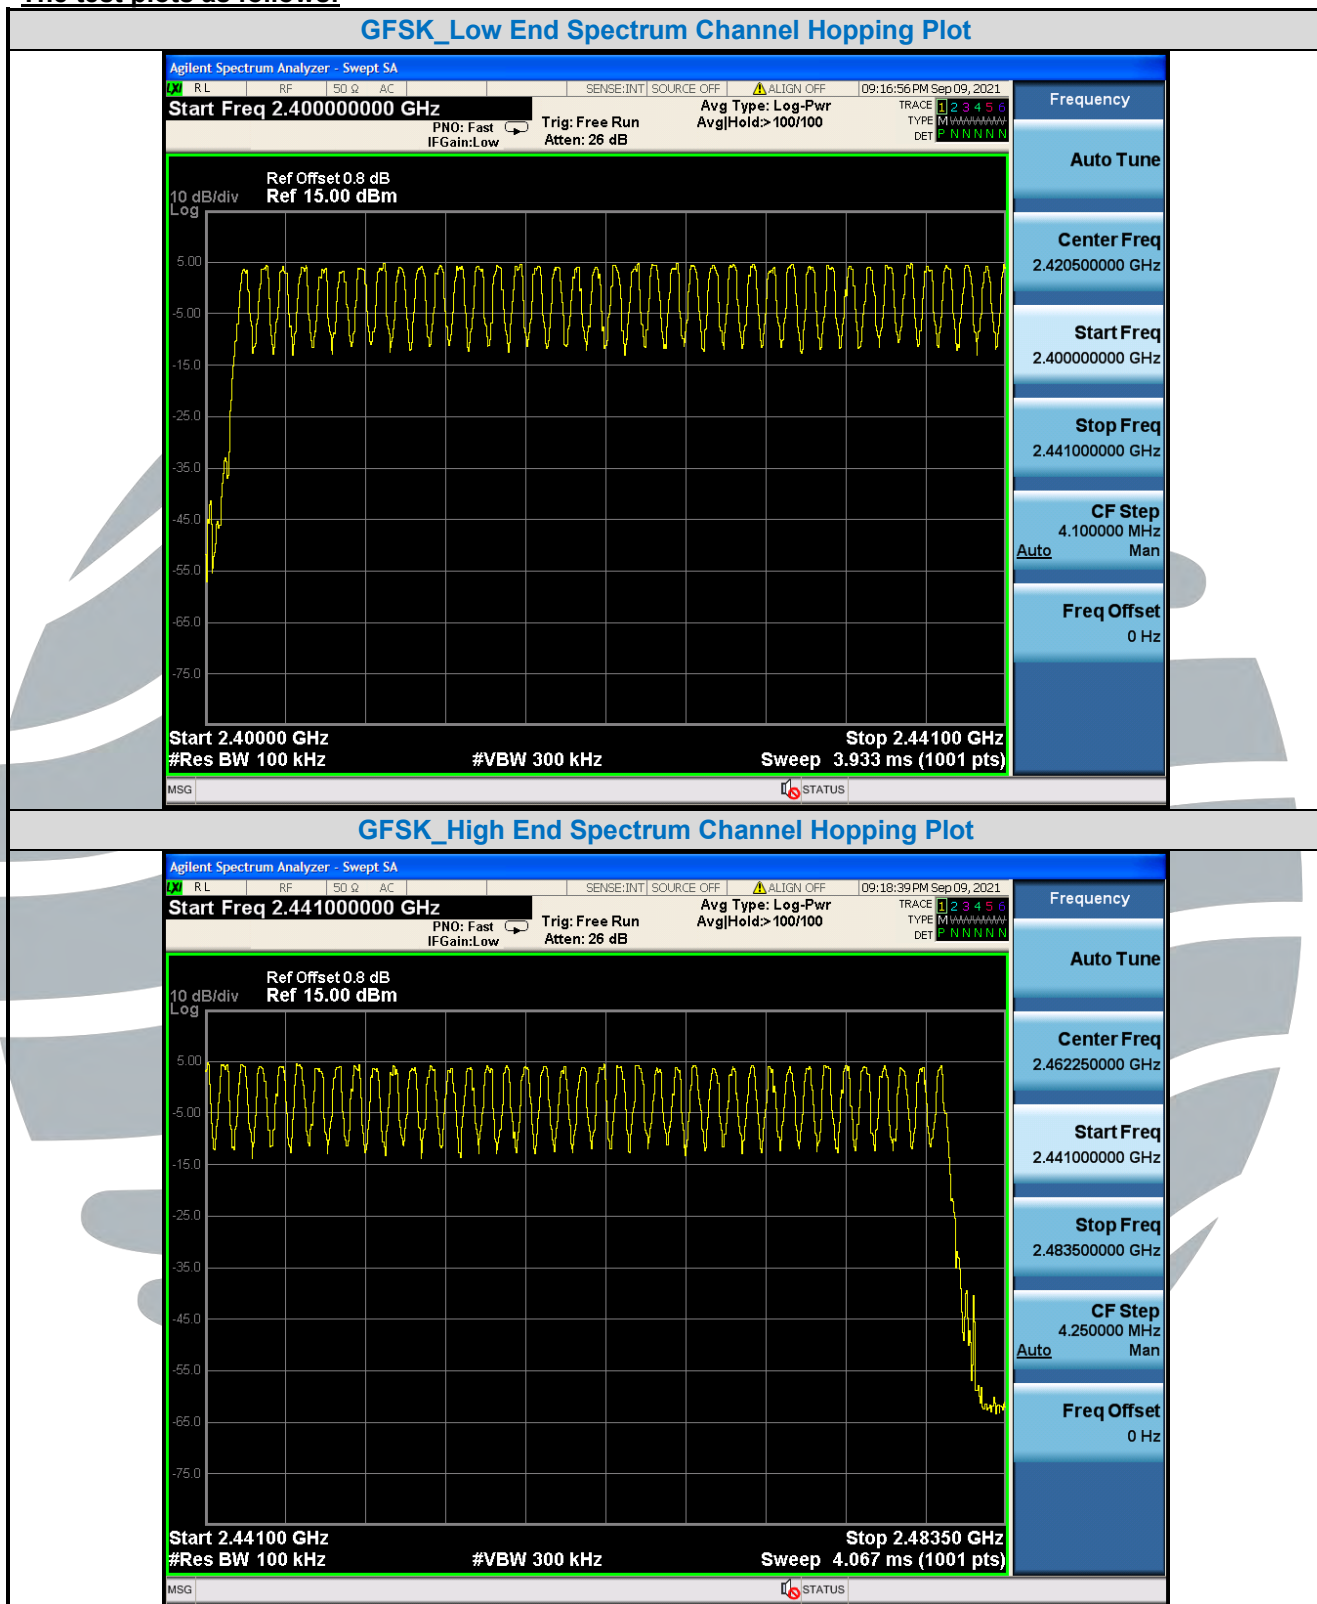 The test plots as follows:
GFSK_Low End Spectrum Channel Hopping Plot
Agilent Spectrum Analyzer - Swept SA
LXI RL RF 50 Ω AC SENSE:INT SOURCE OFF ALIGN OFF 09:16:56 PM Sep 09, 2021
Start Freq 2.400000000 GHz
PNO: Fast
IFGain:Low
Trig: Free Run
Atten: 26 dB
Avg Type: Log-Pwr
Avg|Hold:>100/100
TRACE 1 2 3 4 5 6
TYPE M
DET P N N N N N
Frequency
Auto Tune
Ref Offset 0.8 dB
10 dB/div Ref 15.00 dBm
Log
5.00
-5.00
-15.0
-25.0
-35.0
-45.0
-55.0
-65.0
-75.0
Center Freq
2.420500000 GHz
Start Freq
2.400000000 GHz
Stop Freq
2.441000000 GHz
CF Step
4.100000 MHz
Auto Man
Freq Offset
0 Hz
Start 2.40000 GHz Stop 2.44100 GHz
#Res BW 100 kHz #VBW 300 kHz Sweep 3.933 ms (1001 pts)
MSG STATUS
GFSK_High End Spectrum Channel Hopping Plot
Agilent Spectrum Analyzer - Swept SA
LXI RL RF 50 Ω AC SENSE:INT SOURCE OFF ALIGN OFF 09:18:39 PM Sep 09, 2021
Start Freq 2.441000000 GHz
PNO: Fast
IFGain:Low
Trig: Free Run
Atten: 26 dB
Avg Type: Log-Pwr
Avg|Hold:>100/100
TRACE 1 2 3 4 5 6
TYPE M
DET P N N N N N
Frequency
Auto Tune
Ref Offset 0.8 dB
10 dB/div Ref 15.00 dBm
Log
5.00
-5.00
-15.0
-25.0
-35.0
-45.0
-55.0
-65.0
-75.0
Center Freq
2.462250000 GHz
Start Freq
2.441000000 GHz
Stop Freq
2.483500000 GHz
CF Step
4.250000 MHz
Auto Man
Freq Offset
0 Hz
Start 2.44100 GHz Stop 2.48350 GHz
#Res BW 100 kHz #VBW 300 kHz Sweep 4.067 ms (1001 pts)
MSG STATUS